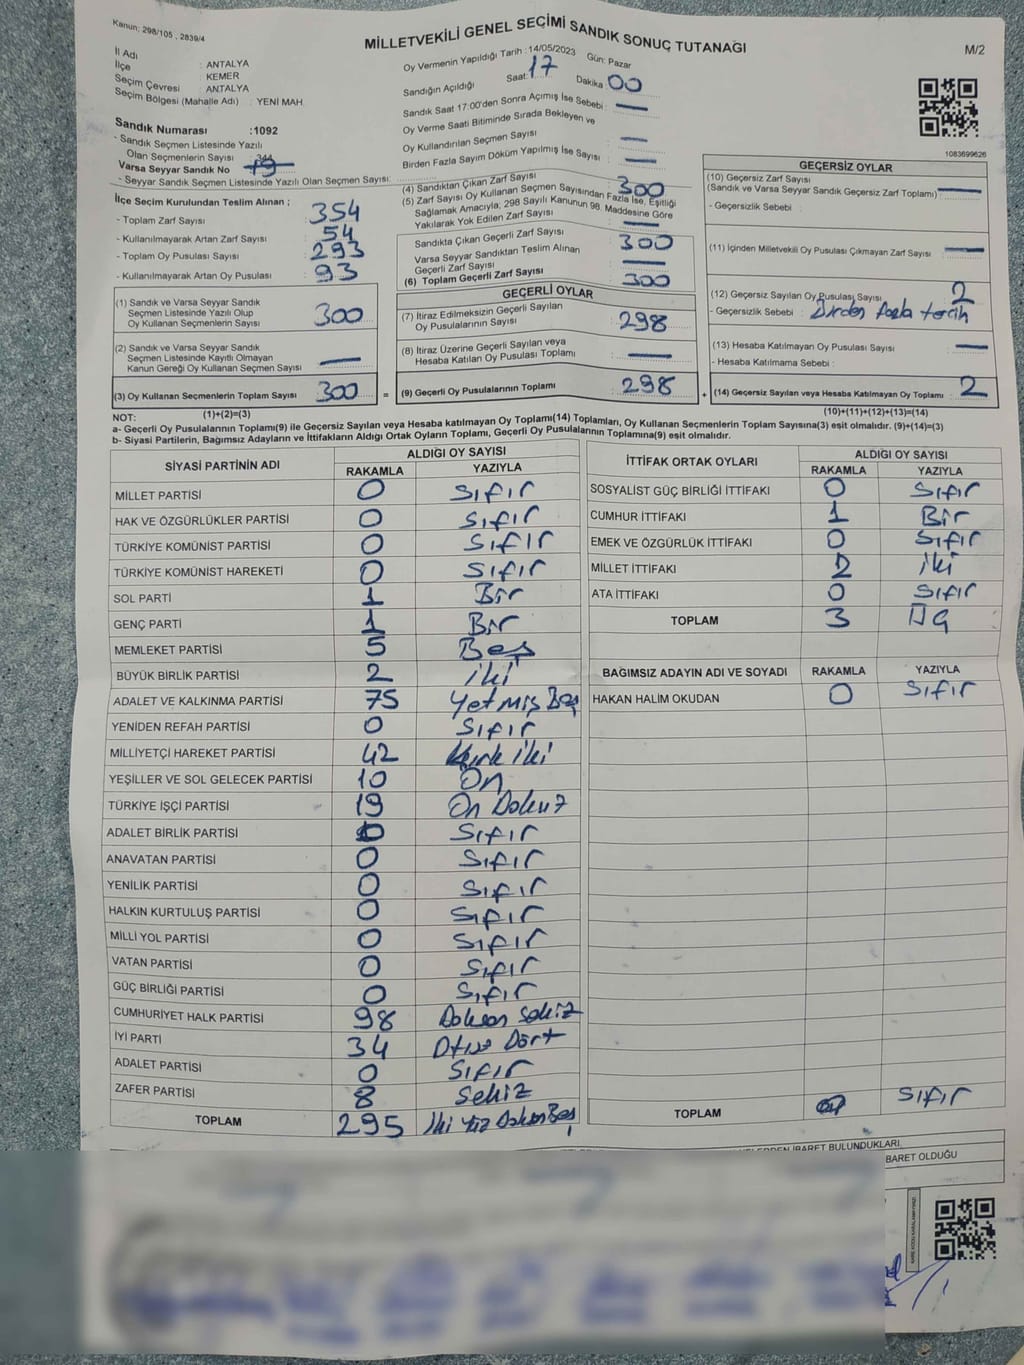 Kanun: 298/105 , 2839/4
MİLLETVEKİLİ GENEL SEÇİMİ SANDIK SONUÇ TUTANAĞI
M/2
İl Adı : ANTALYA
İlçe : KEMER
Seçim Çevresi : ANTALYA
Seçim Bölgesi (Mahalle Adı) : YENİ MAH.
Sandık Numarası :1092
- Sandık Seçmen Listesinde Yazılı
Olan Seçmenlerin Sayısı : 344
Varsa Seyyar Sandık No
- Seyyar Sandık Seçmen Listesinde Yazılı Olan Seçmen Sayısı:
Oy Vermenin Yapıldığı Tarih : 14/05/2023 Gün: Pazar
Sandığın Açıldığı Saat: 17 Dakika 00
Sandık Saat 17:00'den Sonra Açımış İse Sebebi : —
Oy Verme Saati Bitiminde Sırada Bekleyen ve
Oy Kullandırılan Seçmen Sayısı —
Birden Fazla Sayım Döküm Yapılmış İse Sayısı —
1083699626
İlçe Seçim Kurulundan Teslim Alınan ;
- Toplam Zarf Sayısı : 354
- Kullanılmayarak Artan Zarf Sayısı : 54
- Toplam Oy Pusulası Sayısı : 293
- Kullanılmayarak Artan Oy Pusulası : 93
(1) Sandık ve Varsa Seyyar Sandık
Seçmen Listesinde Yazılı Olup
Oy Kullanan Seçmenlerin Sayısı : 300
(2) Sandık ve Varsa Seyyar Sandık
Seçmen Listesinde Kayıtlı Olmayan
Kanun Gereği Oy Kullanan Seçmen Sayısı : —
(3) Oy Kullanan Seçmenlerin Toplam Sayısı : 300
(1)+(2)=(3)
(4) Sandıktan Çıkan Zarf Sayısı : 300
(5) Zarf Sayısı Oy Kullanan Seçmen Sayısından Fazla İse, Eşitliği
Sağlamak Amacıyla, 298 Sayılı Kanunun 98. Maddesine Göre
Yakılarak Yok Edilen Zarf Sayısı : —
Sandıkta Çıkan Geçerli Zarf Sayısı : 300
Varsa Seyyar Sandıktan Teslim Alınan
Geçerli Zarf Sayısı : —
(6) Toplam Geçerli Zarf Sayısı : 300
GEÇERLİ OYLAR
(7) İtiraz Edilmeksizin Geçerli Sayılan
Oy Pusulalarının Sayısı : 298
(8) İtiraz Üzerine Geçerli Sayılan veya
Hesaba Katılan Oy Pusulası Toplamı : —
= (9) Geçerli Oy Pusulalarının Toplamı : 298
GEÇERSİZ OYLAR
(10) Geçersiz Zarf Sayısı
(Sandık ve Varsa Seyyar Sandık Geçersiz Zarf Toplamı) : —
- Geçersizlik Sebebi :
(11) İçinden Milletvekili Oy Pusulası Çıkmayan Zarf Sayısı : —
(12) Geçersiz Sayılan Oy Pusulası Sayısı : 2
- Geçersizlik Sebebi : Birden fazla tercih
(13) Hesaba Katılmayan Oy Pusulası Sayısı : —
- Hesaba Katılmama Sebebi :
+ (14) Geçersiz Sayılan veya Hesaba Katılmayan Oy Toplamı : 2
(10)+(11)+(12)+(13)=(14)
NOT:
a- Geçerli Oy Pusulalarının Toplamı(9) ile Geçersiz Sayılan veya Hesaba katılmayan Oy Toplamı(14) Toplamları, Oy Kullanan Seçmenlerin Toplam Sayısına(3) eşit olmalıdır. (9)+(14)=(3)
b- Siyasi Partilerin, Bağımsız Adayların ve İttifakların Aldığı Ortak Oyların Toplamı, Geçerli Oy Pusulalarının Toplamına(9) eşit olmalıdır.
SİYASİ PARTİNİN ADI ALDIĞI OY SAYISI
RAKAMLA YAZIYLA
MİLLET PARTİSİ 0 Sıfır
HAK VE ÖZGÜRLÜKLER PARTİSİ 0 Sıfır
TÜRKİYE KOMÜNİST PARTİSİ 0 Sıfır
TÜRKİYE KOMÜNİST HAREKETİ 0 Sıfır
SOL PARTİ 1 Bir
GENÇ PARTİ 1 Bir
MEMLEKET PARTİSİ 5 Beş
BÜYÜK BİRLİK PARTİSİ 2 iki
ADALET VE KALKINMA PARTİSİ 75 Yetmiş Beş
YENİDEN REFAH PARTİSİ 0 Sıfır
MİLLİYETÇİ HAREKET PARTİSİ 42 Kırk iki
YEŞİLLER VE SOL GELECEK PARTİSİ 10 On
TÜRKİYE İŞÇİ PARTİSİ 19 On Dokuz
ADALET BİRLİK PARTİSİ 0 Sıfır
ANAVATAN PARTİSİ 0 Sıfır
YENİLİK PARTİSİ 0 Sıfır
HALKIN KURTULUŞ PARTİSİ 0 Sıfır
MİLLİ YOL PARTİSİ 0 Sıfır
VATAN PARTİSİ 0 Sıfır
GÜÇ BİRLİĞİ PARTİSİ 0 Sıfır
CUMHURİYET HALK PARTİSİ 98 Doksan Sekiz
İYİ PARTİ 34 Otuz Dört
ADALET PARTİSİ 0 Sıfır
ZAFER PARTİSİ 8 Sekiz
TOPLAM 295 İki Yüz Doksan Beş
İTTİFAK ORTAK OYLARI ALDIĞI OY SAYISI
RAKAMLA YAZIYLA
SOSYALİST GÜÇ BİRLİĞİ İTTİFAKI 0 Sıfır
CUMHUR İTTİFAKI 1 Bir
EMEK VE ÖZGÜRLÜK İTTİFAKI 0 Sıfır
MİLLET İTTİFAKI 2 iki
ATA İTTİFAKI 0 Sıfır
TOPLAM 3 Üç
BAĞIMSIZ ADAYIN ADI VE SOYADI RAKAMLA YAZIYLA
HAKAN HALİM OKUDAN 0 Sıfır
TOPLAM 0 Sıfır
İBARET BULUNDUKLARI
BARET OLDUĞU